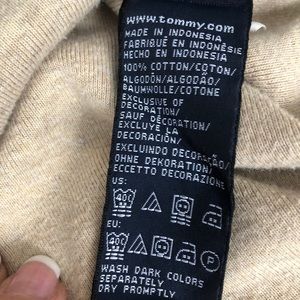 www.tommy.com
MADE IN INDONESIA
FABRIQUÉ EN INDONÉSIE
HECHO EN INDONESIA
100% COTTON/COTON/
ALGODÓN/ALGODÃO/
BAUMWOLLE/COTONE
EXCLUSIVE OF
DECORATION/
SAUF DÉCORATION/
EXCLUYE LA
DECORACIÓN/
EXCLUINDO DECORAÇÃO/
OHNE DEKORATION/
ECCETTO DECORAZIONE
US:
40C
EU:
40C P
WASH DARK COLORS
SEPARATELY
DRY PROMPTLY